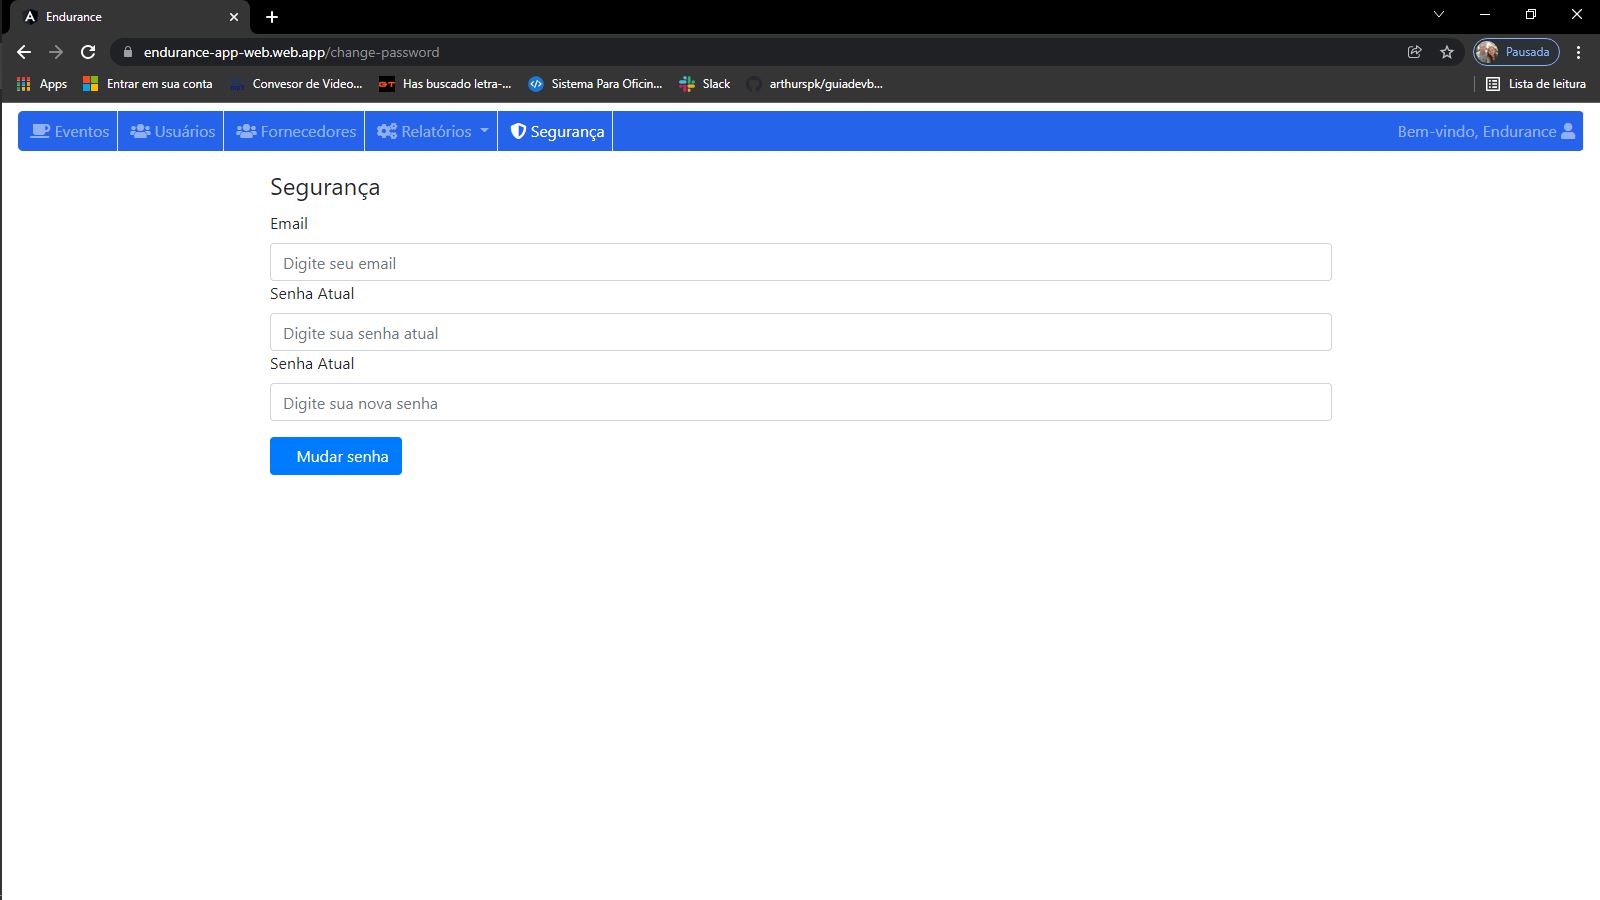 Endurance
endurance-app-web.web.app/change-password
Pausada
Apps
Entrar em sua conta
Convesor de Video...
Has buscado letra-...
Sistema Para Oficin...
Slack
arthurspk/guiadevb...
Lista de leitura
Eventos
Usuários
Fornecedores
Relatórios
Segurança
Bem-vindo, Endurance
Segurança
Email
Digite seu email
Senha Atual
Digite sua senha atual
Senha Atual
Digite sua nova senha
Mudar senha